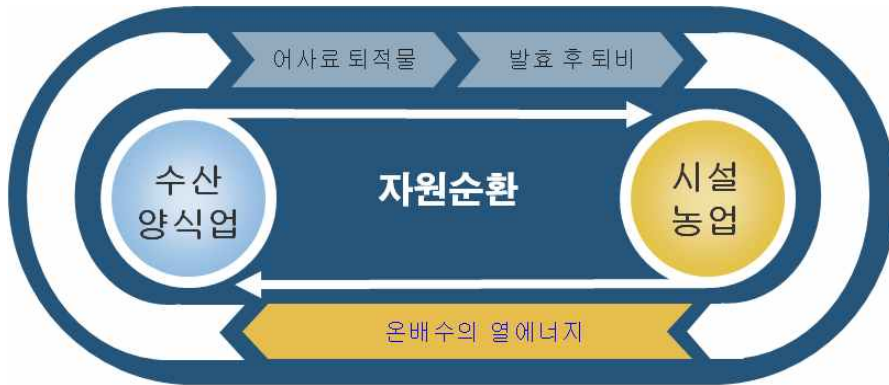 어사료 퇴적물
발효 후 퇴비
수산
양식업
자원순환
시설
농업
온배수의 열에너지